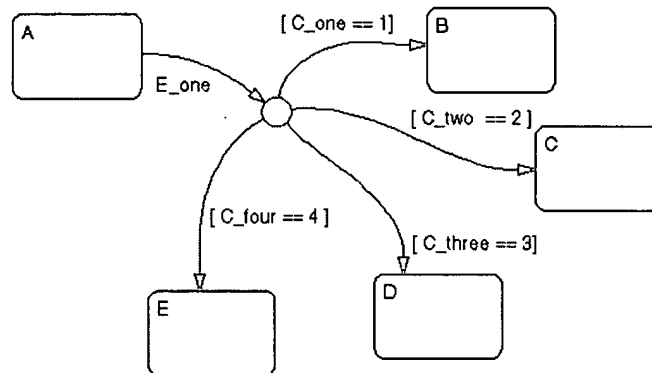 A
[ C_one == 1]
B
E_one
[ C_two == 2 ]
C
[ C_four == 4 ]
[ C_three == 3]
D
E